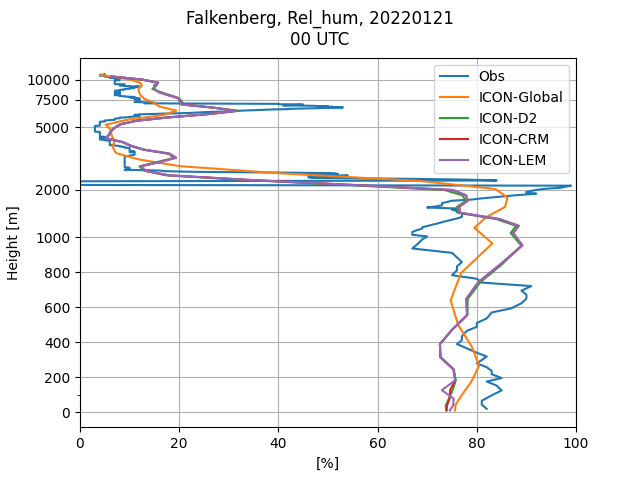 Falkenberg, Rel_hum, 20220121
00 UTC
Obs
ICON-Global
ICON-D2
ICON-CRM
ICON-LEM
Height [m]
10000
7500
5000
2000
1000
800
600
400
200
0
0 20 40 60 80 100
[%]